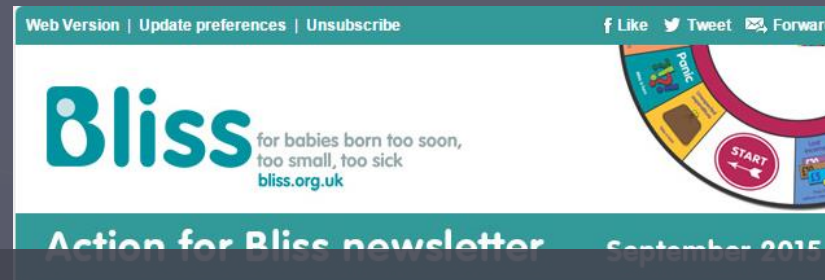 Web Version | Update preferences | Unsubscribe
Like Tweet Forwar
Panic
START
£5
Bliss
for babies born too soon,
too small, too sick
bliss.org.uk
Action for Bliss newsletter
September 2015